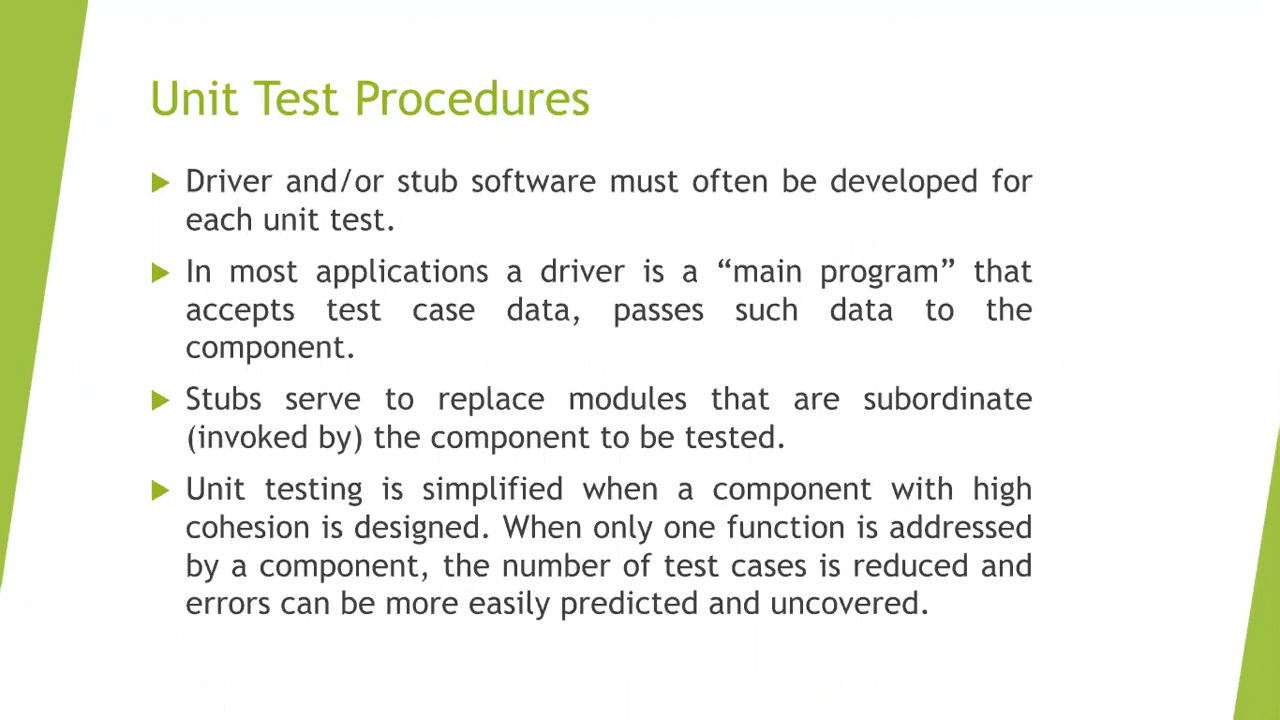 Unit Test Procedures
Driver and/or stub software must often be developed for
each unit test.
In most applications a driver is a “main program” that
accepts test case data, passes such data to the
component.
Stubs serve to replace modules that are subordinate
(invoked by) the component to be tested.
Unit testing is simplified when a component with high
cohesion is designed. When only one function is addressed
by a component, the number of test cases is reduced and
errors can be more easily predicted and uncovered.